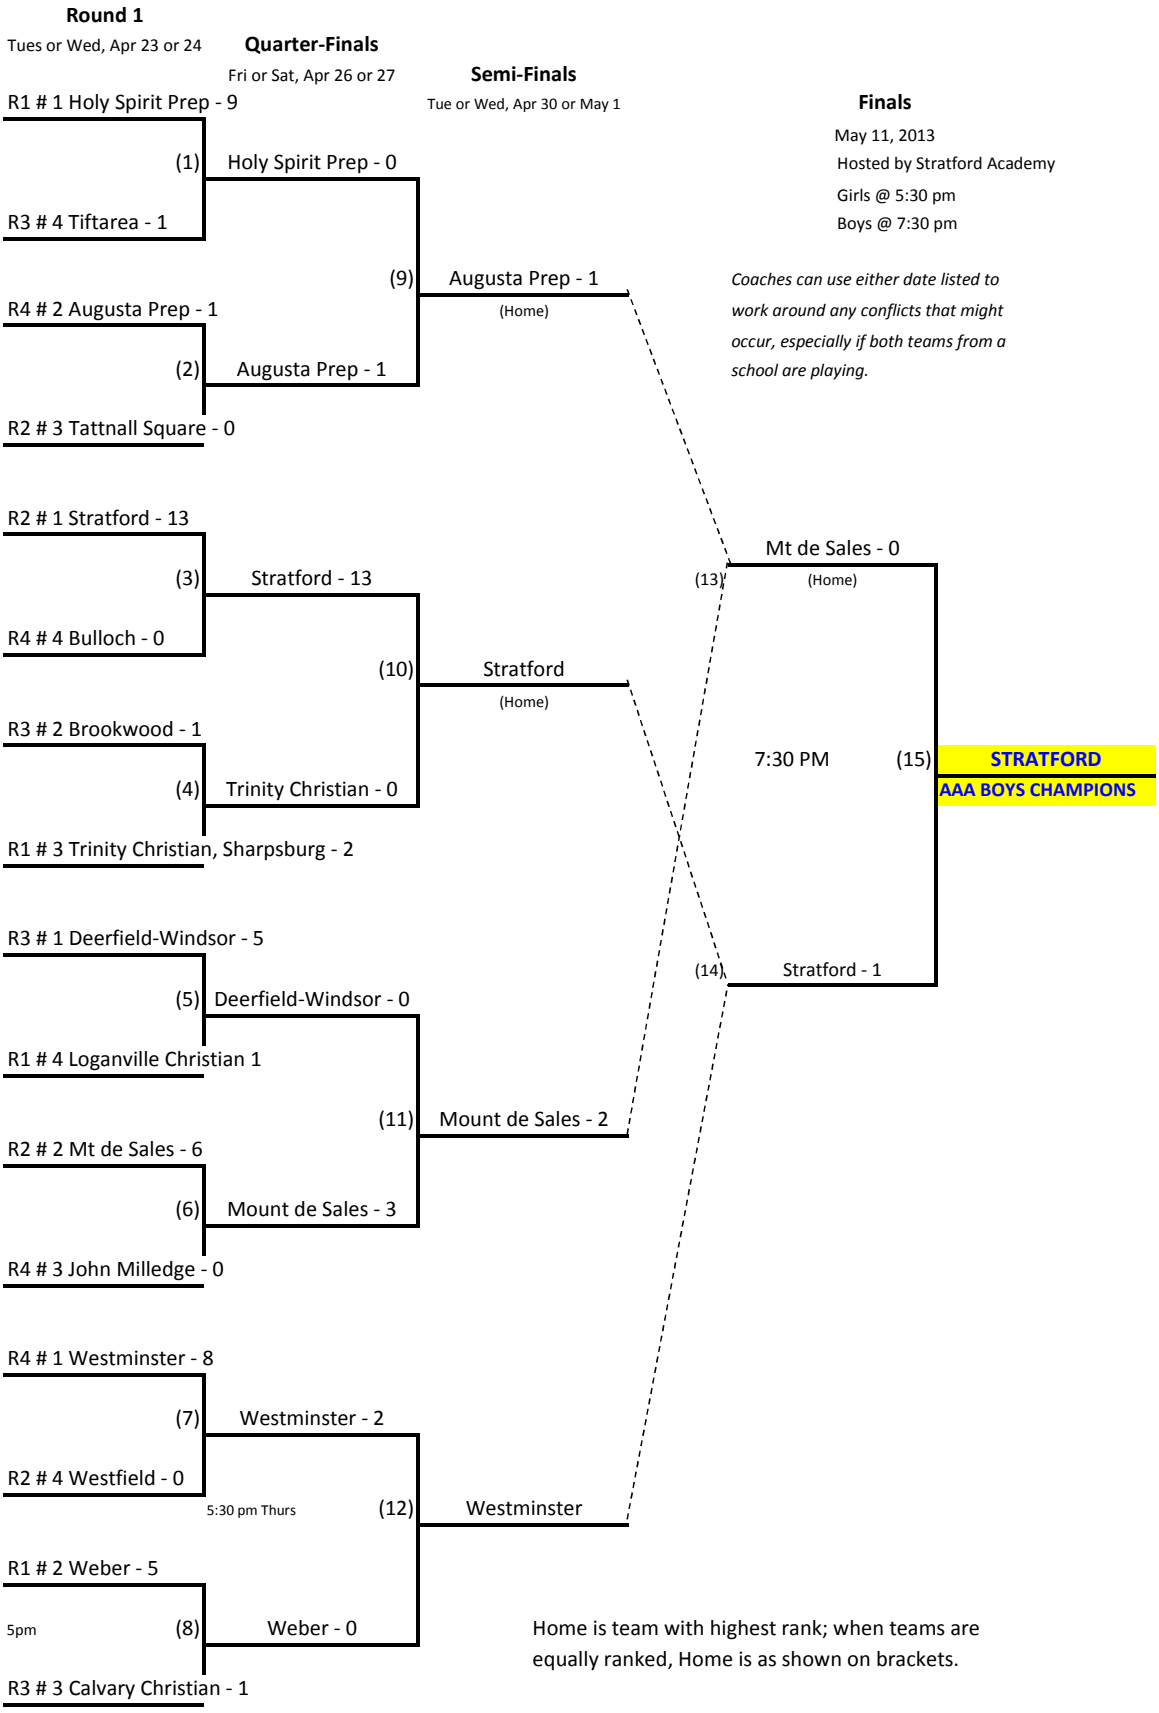 Round 1
Tues or Wed, Apr 23 or 24
Quarter-Finals
Fri or Sat, Apr 26 or 27
Semi-Finals
Tue or Wed, Apr 30 or May 1
Finals
May 11, 2013
Hosted by Stratford Academy
Girls @ 5:30 pm
Boys @ 7:30 pm
Coaches can use either date listed to
work around any conflicts that might
occur, especially if both teams from a
school are playing.
R1 # 1 Holy Spirit Prep - 9
(1)
Holy Spirit Prep - 0
R3 # 4 Tiftarea - 1
(9)
Augusta Prep - 1
(Home)
R4 # 2 Augusta Prep - 1
(2)
Augusta Prep - 1
R2 # 3 Tattnall Square - 0
R2 # 1 Stratford - 13
(3)
Stratford - 13
(13)
Mt de Sales - 0
(Home)
R4 # 4 Bulloch - 0
(10)
Stratford
(Home)
R3 # 2 Brookwood - 1
(4)
Trinity Christian - 0
7:30 PM
(15)
STRATFORD
AAA BOYS CHAMPIONS
R1 # 3 Trinity Christian, Sharpsburg - 2
R3 # 1 Deerfield-Windsor - 5
(14)
Stratford - 1
(5)
Deerfield-Windsor - 0
R1 # 4 Loganville Christian 1
(11)
Mount de Sales - 2
R2 # 2 Mt de Sales - 6
(6)
Mount de Sales - 3
R4 # 3 John Milledge - 0
R4 # 1 Westminster - 8
(7)
Westminster - 2
R2 # 4 Westfield - 0
5:30 pm Thurs
(12)
Westminster
R1 # 2 Weber - 5
5pm
(8)
Weber - 0
R3 # 3 Calvary Christian - 1
Home is team with highest rank; when teams are
equally ranked, Home is as shown on brackets.